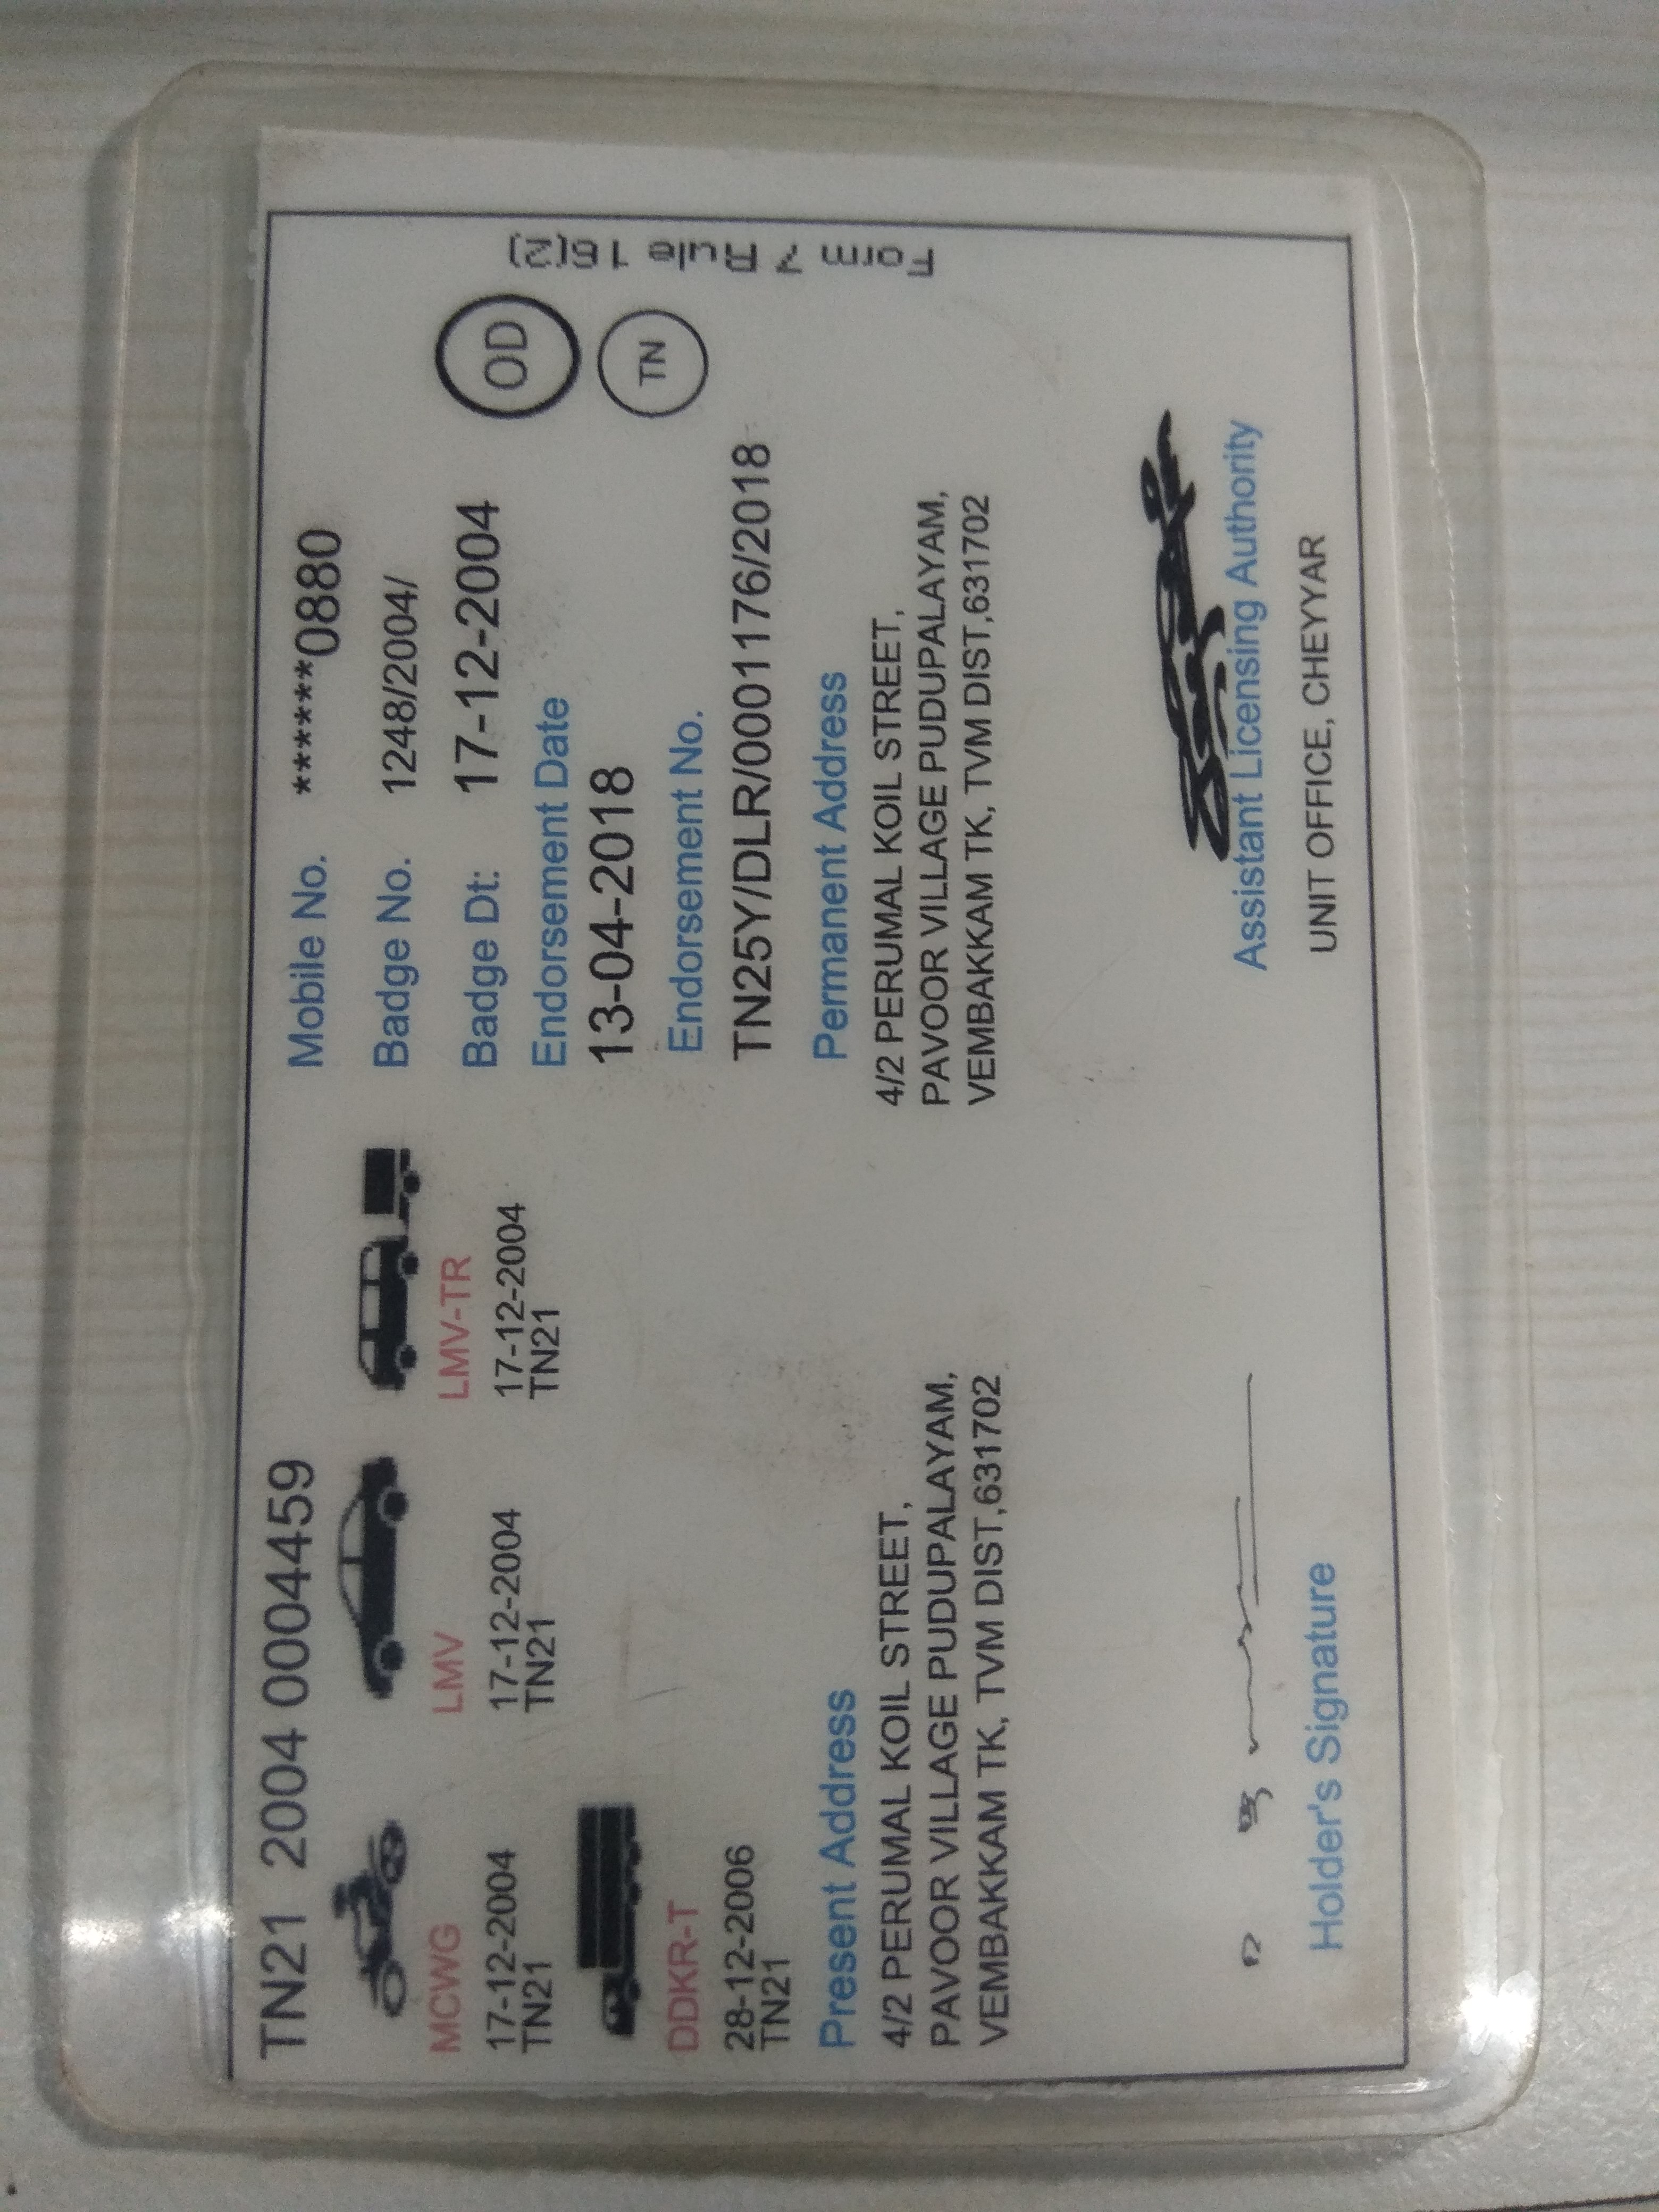 TN21 2004 0004459
MCWG
17-12-2004
TN21
LMV
17-12-2004
TN21
LMV-TR
17-12-2004
TN21
DDKR-T
28-12-2006
TN21
Mobile No. ******0880
Badge No. 1248/2004/
Badge Dt: 17-12-2004
Endorsement Date
13-04-2018
Endorsement No.
TN25Y/DLR/0001176/2018
OD
TN
Form 7 Rule 16(2)
Present Address
4/2 PERUMAL KOIL STREET,
PAVOOR VILLAGE PUDUPALAYAM,
VEMBAKKAM TK, TVM DIST,631702
Permanent Address
4/2 PERUMAL KOIL STREET,
PAVOOR VILLAGE PUDUPALAYAM,
VEMBAKKAM TK, TVM DIST,631702
Holder's Signature
Assistant Licensing Authority
UNIT OFFICE, CHEYYAR